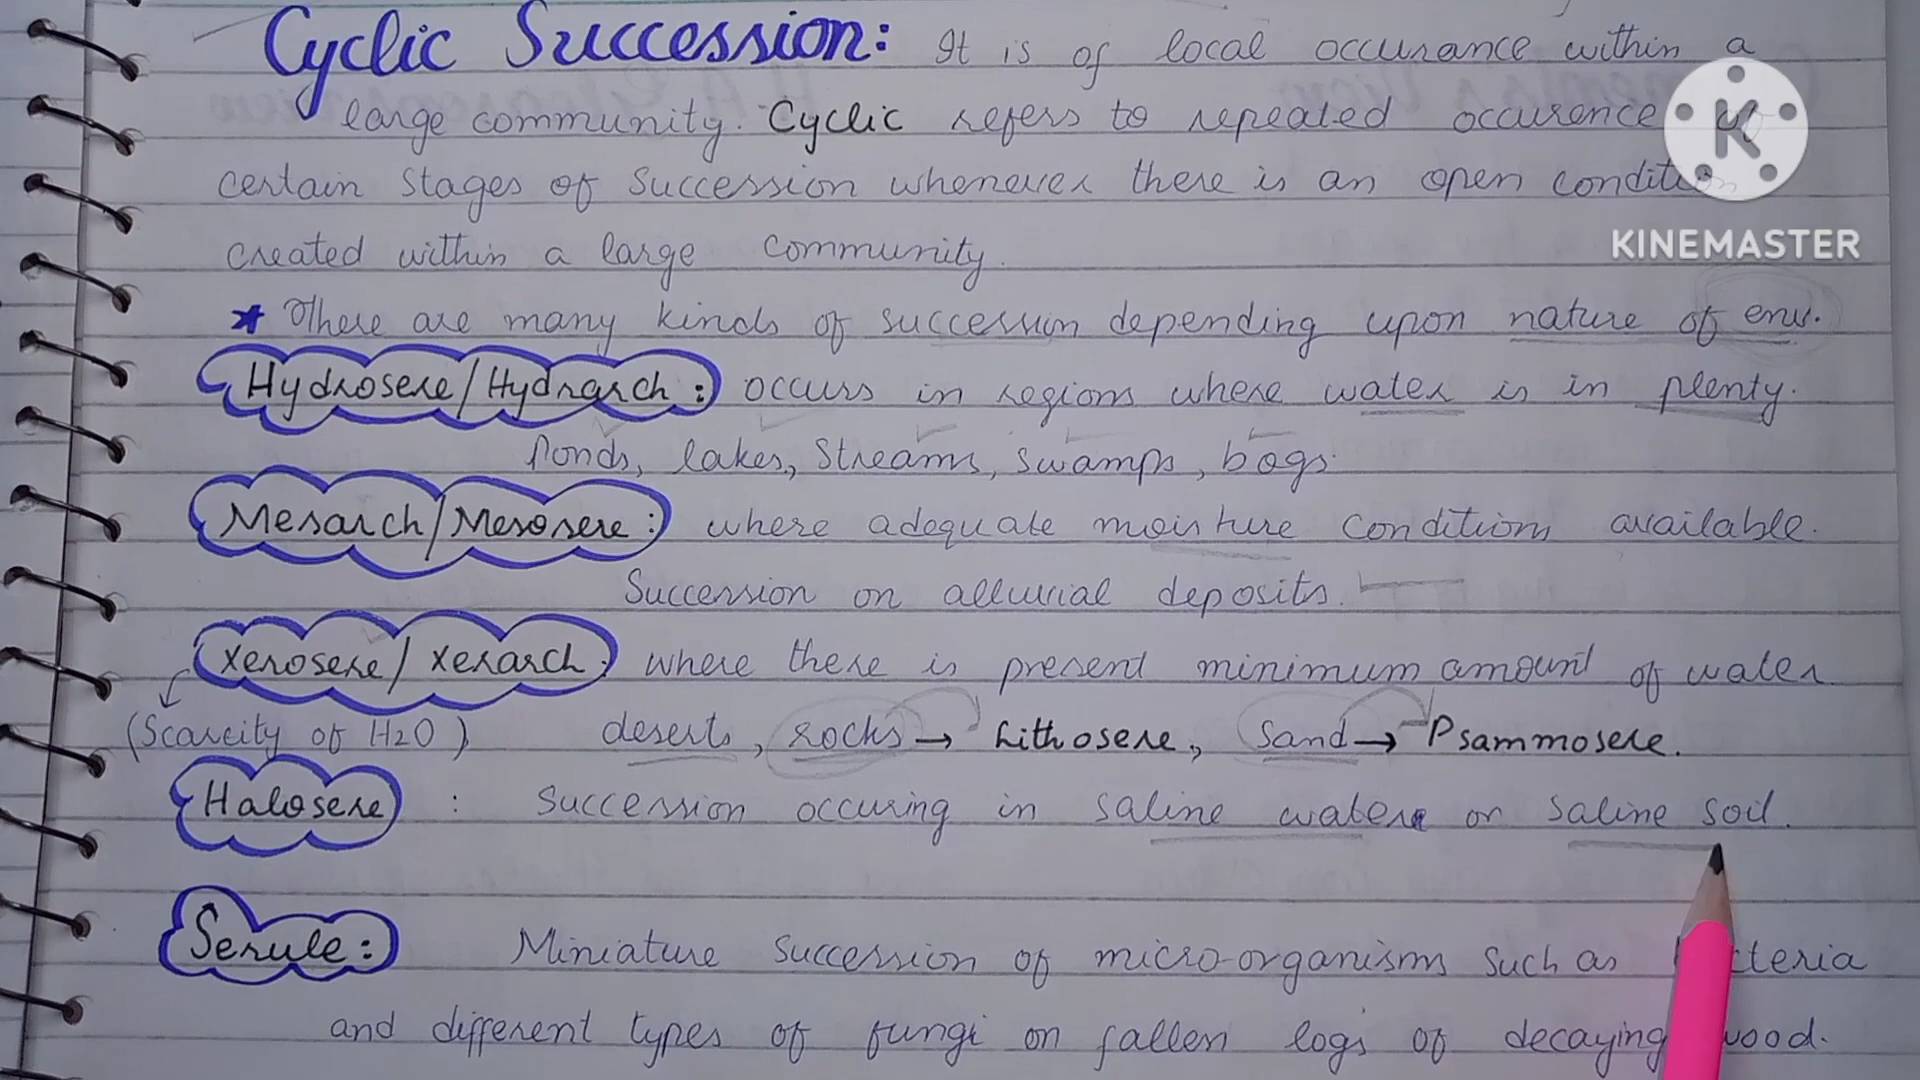 Cyclic Succession: It is of local occurance within a
large community. Cyclic refers to repeated occurence
certain stages of succession whenever there is an open condition
created within a large community.
* There are many kinds of succession depending upon nature of env.
Hydrosere/Hydrarch: occurs in regions where water is in plenty.
Ponds, lakes, Streams, swamps, bogs.
Mesarch/Mesosere: where adequate moisture conditions available.
Succession on alluvial deposits.
Xerosere/Xerarch: where there is present minimum amount of water
(Scarcity of H2O) deserts, rocks → Lithosere, Sand → Psammosere.
Halosere : Succession occuring in saline water or saline soil.
Serule: Miniature succession of micro-organisms such as
and different types of fungi on fallen logs of decaying
KINEMASTER